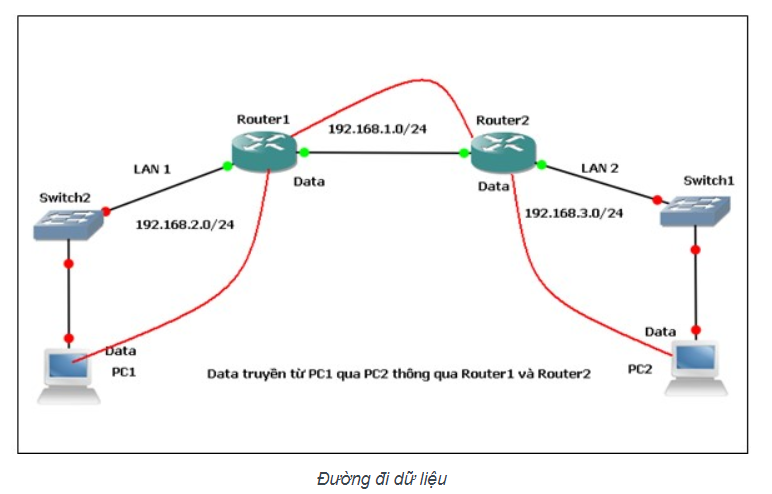 Router1
192.168.1.0/24
Router2
LAN 1
Data
Data
LAN 2
Switch2
Switch1
192.168.2.0/24
192.168.3.0/24
Data
PC1
Data
PC2
Data truyền từ PC1 qua PC2 thông qua Router1 và Router2
Đường đi dữ liệu